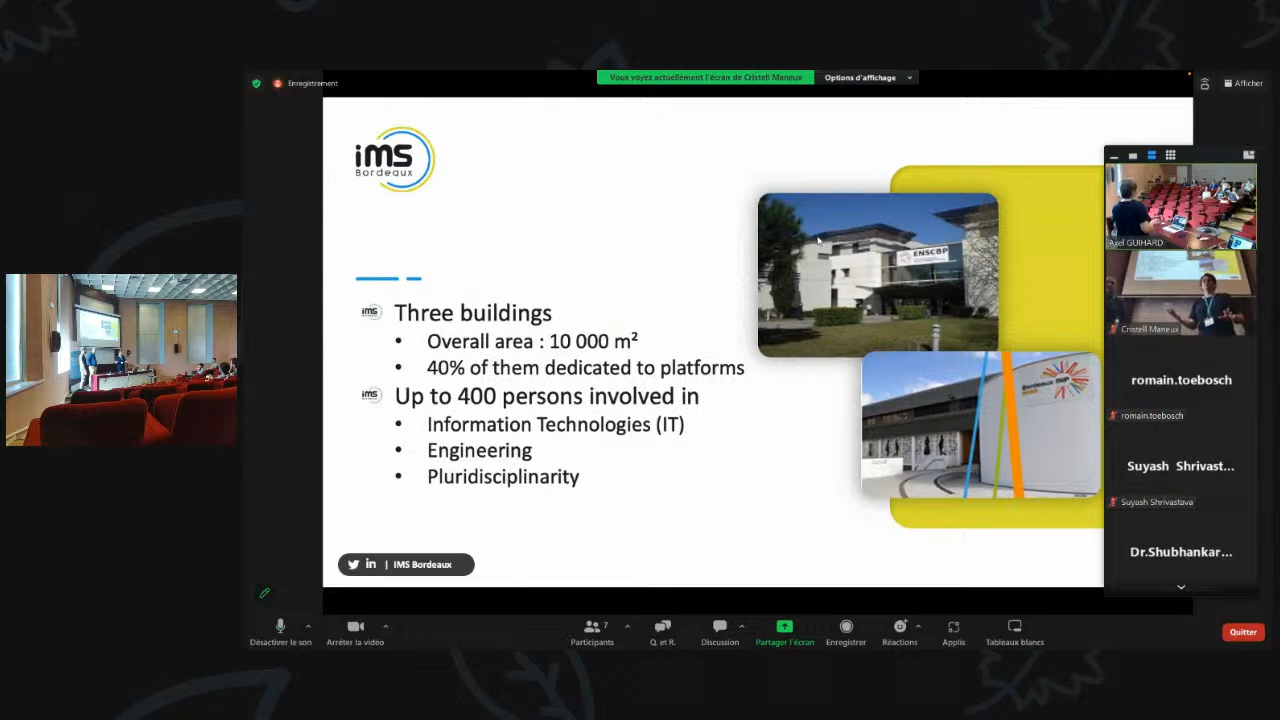 Enregistrement
Vous voyez actuellement l'écran de Cristell Maneux
Options d'affichage
Afficher
iMS
Bordeaux
Three buildings
Overall area : 10 000 m²
40% of them dedicated to platforms
Up to 400 persons involved in
Information Technologies (IT)
Engineering
Pluridisciplinarity
ENSCBP
Bordeaux INP
| IMS Bordeaux
Axel GUIHARD
Cristell Maneux
romain.toebosch
romain.toebosch
Suyash Shrivast...
Suyash Shrivastava
Dr.Shubhankar...
Désactiver le son
Arrêter la vidéo
7
Participants
Q. et R.
Discussion
Partager l'écran
Enregistrer
Réactions
Applis
Tableaux blancs
Quitter